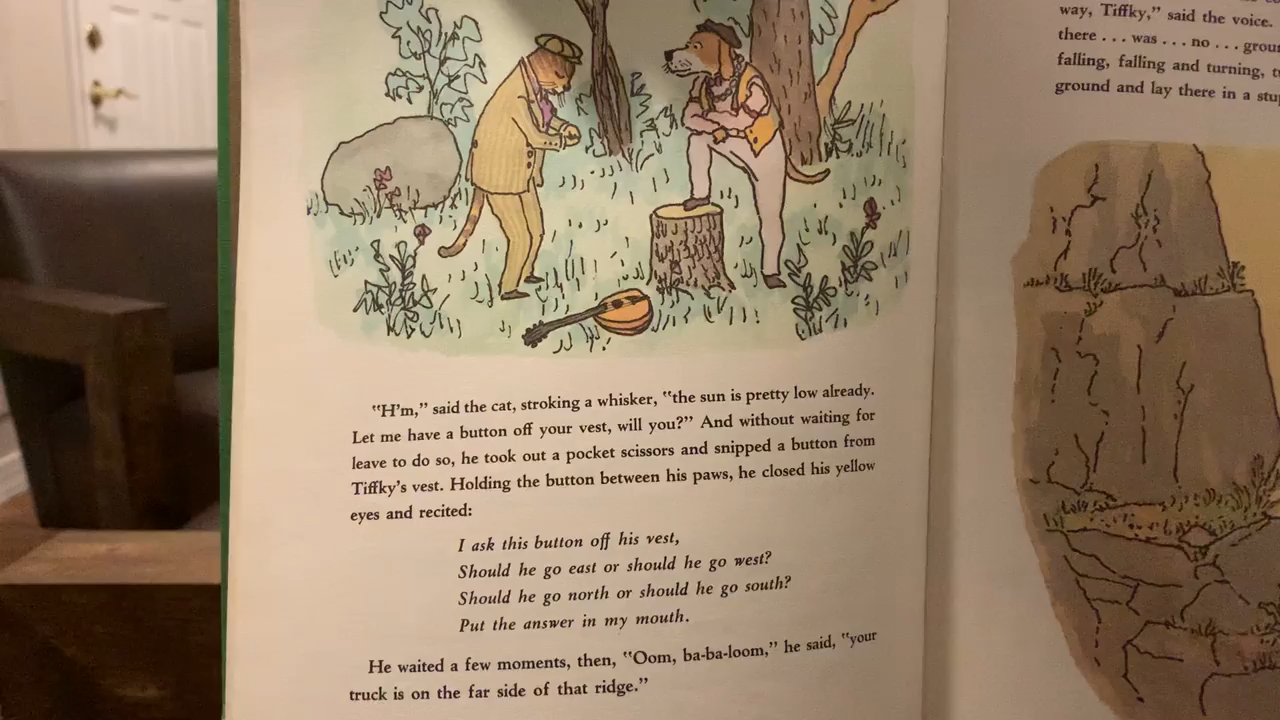 "H'm," said the cat, stroking a whisker, "the sun is pretty low already.
Let me have a button off your vest, will you?" And without waiting for
leave to do so, he took out a pocket scissors and snipped a button from
Tiffky's vest. Holding the button between his paws, he closed his yellow
eyes and recited:
I ask this button off his vest,
Should he go east or should he go west?
Should he go north or should he go south?
Put the answer in my mouth.
He waited a few moments, then, "Oom, ba-ba-loom," he said, "your
truck is on the far side of that ridge."
way, Tiffky," said the voice.
there . . . was . . . no . . .
falling, falling and turning,
ground and lay there in a